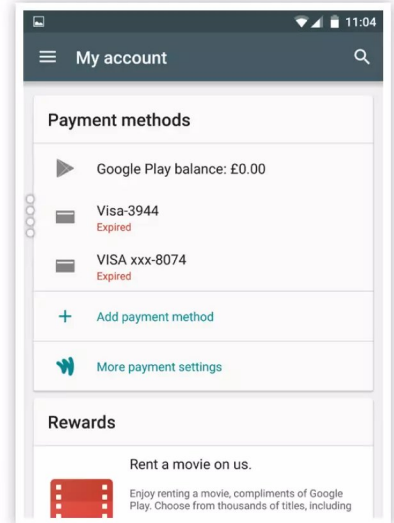 11:04
My account
Payment methods
Google Play balance: £0.00
Visa-3944
Expired
VISA xxx-8074
Expired
Add payment method
More payment settings
Rewards
Rent a movie on us.
Enjoy renting a movie, compliments of Google
Play. Choose from thousands of titles, including